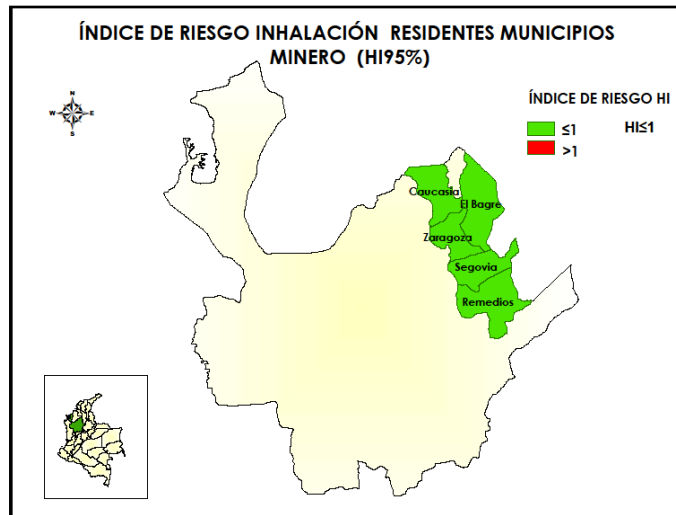 ÍNDICE DE RIESGO INHALACIÓN RESIDENTES MUNICIPIOS
MINERO (HI95%)
N
W E
S
ÍNDICE DE RIESGO HI
≤1 HI≤1
>1
Caucasia
El Bagre
Zaragoza
Segovia
Remedios